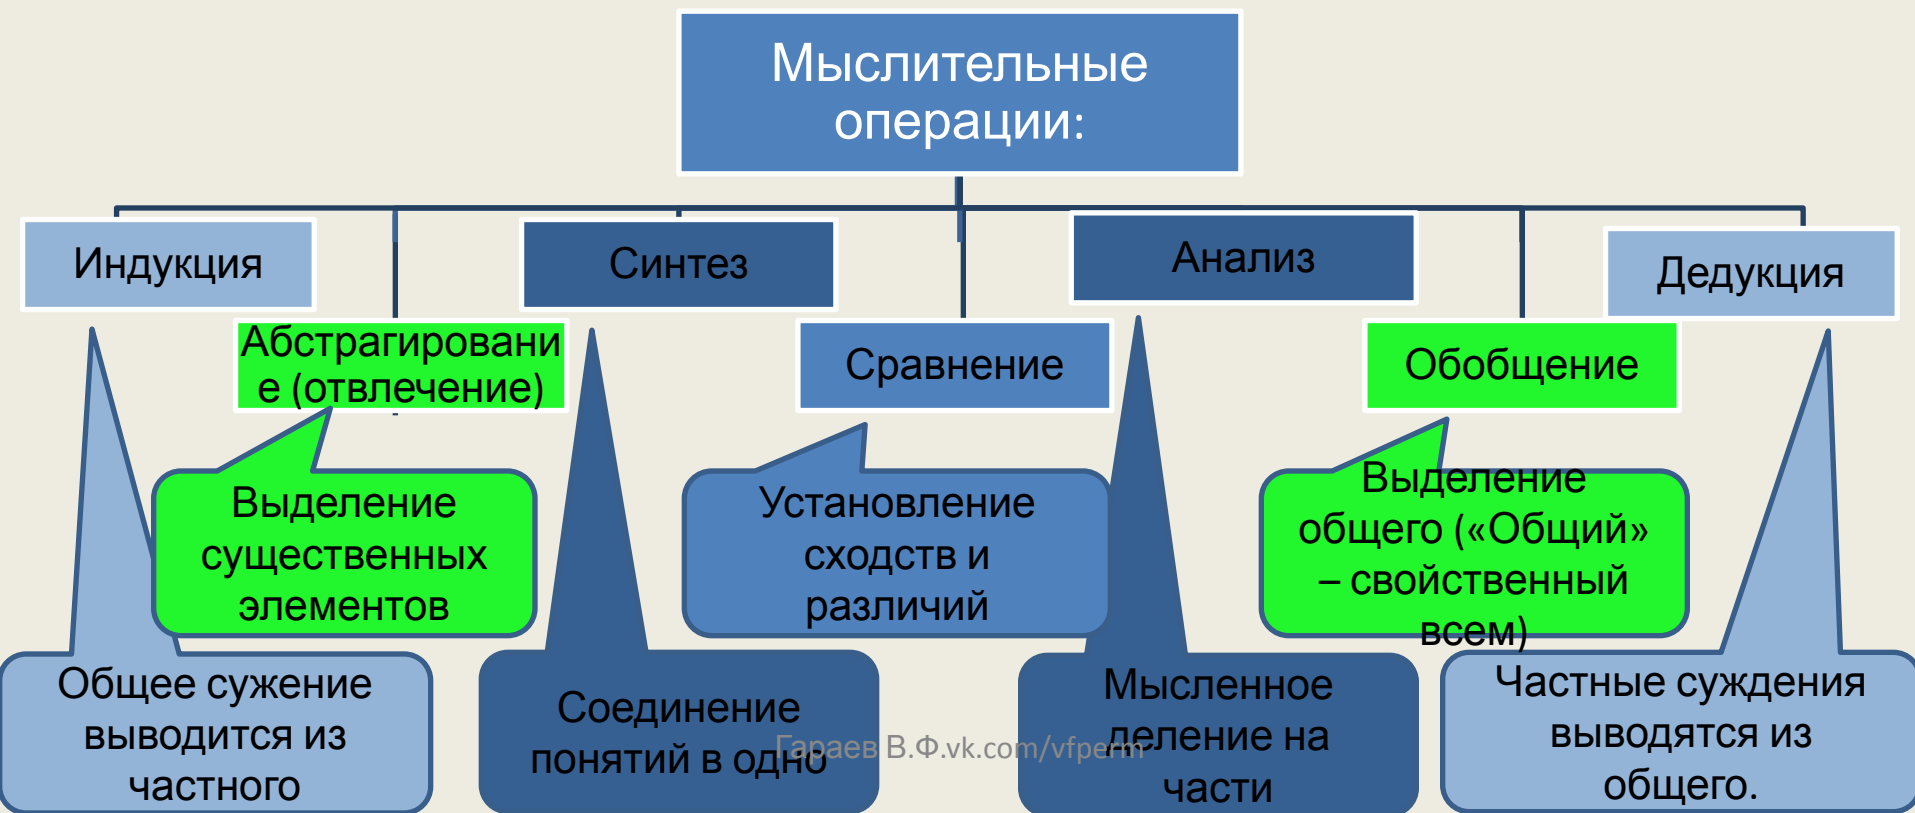 Мыслительные
операции:
Индукция
Синтез
Анализ
Дедукция
Абстрагировани
е (отвлечение)
Сравнение
Обобщение
Выделение
существенных
элементов
Установление
сходств и
различий
Выделение
общего («Общий»
– свойственный
всем)
Общее сужение
выводится из
частного
Соединение
понятий в одно
Мысленное
деление на
части
Частные суждения
выводятся из
общего.
Гараев В.Ф.vk.com/vfperm